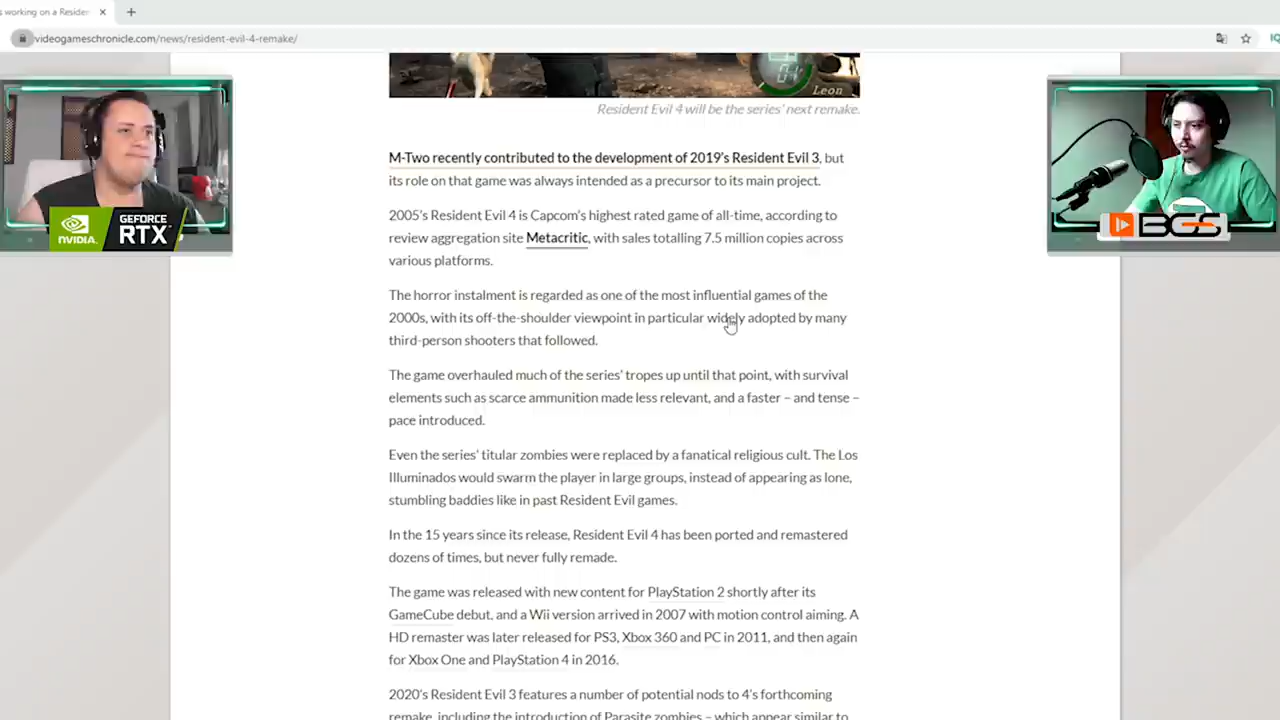 s working on a Reside
videogameschronicle.com/news/resident-evil-4-remake/
Leon
Resident Evil 4 will be the series' next remake.
NVIDIA.
GEFORCE
RTX
BGS
M-Two recently contributed to the development of 2019's Resident Evil 3, but
its role on that game was always intended as a precursor to its main project.
2005's Resident Evil 4 is Capcom's highest rated game of all-time, according to
review aggregation site Metacritic, with sales totalling 7.5 million copies across
various platforms.
The horror instalment is regarded as one of the most influential games of the
2000s, with its off-the-shoulder viewpoint in particular widely adopted by many
third-person shooters that followed.
The game overhauled much of the series' tropes up until that point, with survival
elements such as scarce ammunition made less relevant, and a faster – and tense –
pace introduced.
Even the series' titular zombies were replaced by a fanatical religious cult. The Los
Illuminados would swarm the player in large groups, instead of appearing as lone,
stumbling baddies like in past Resident Evil games.
In the 15 years since its release, Resident Evil 4 has been ported and remastered
dozens of times, but never fully remade.
The game was released with new content for PlayStation 2 shortly after its
GameCube debut, and a Wii version arrived in 2007 with motion control aiming. A
HD remaster was later released for PS3, Xbox 360 and PC in 2011, and then again
for Xbox One and PlayStation 4 in 2016.
2020's Resident Evil 3 features a number of potential nods to 4's forthcoming
remake, including the introduction of Parasite zombies – which appear similar to